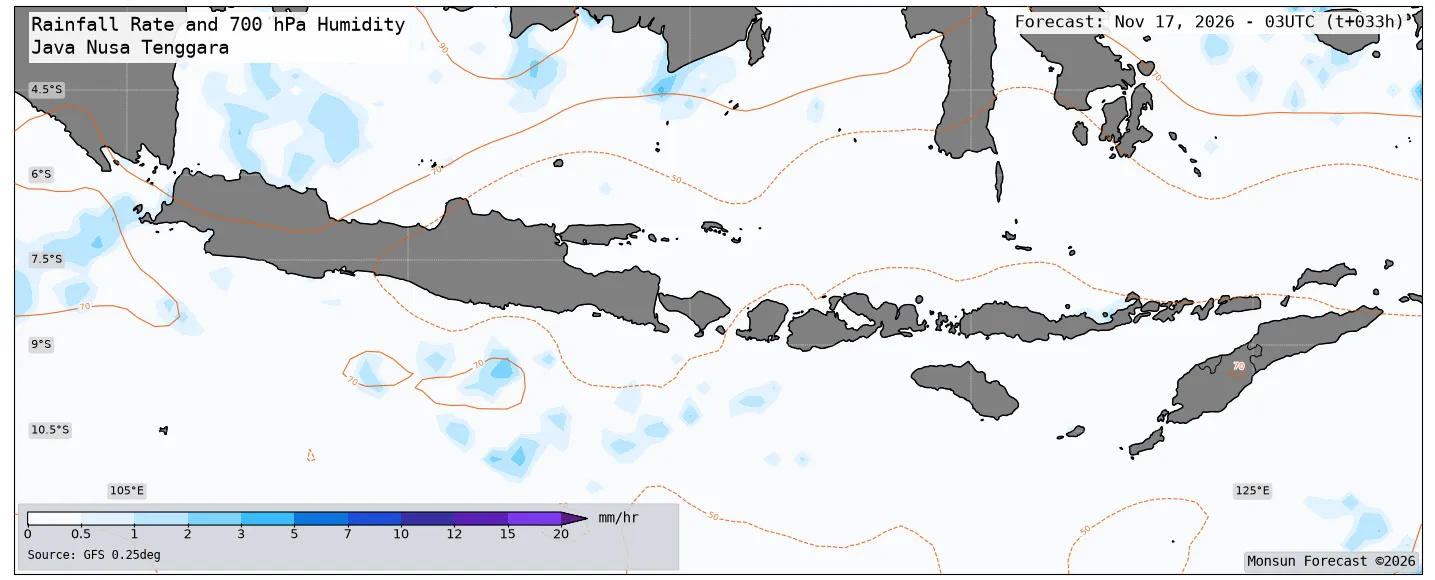 Rainfall Rate and 700 hPa Humidity
Java Nusa Tenggara
Forecast: Nov 17, 2026 - 03UTC (t+033h)
90
70
4.5°S
70
6°S
50
7.5°S
70
9°S
70
70
70
10.5°S
105°E
125°E
50
50
mm/hr
0 0.5 1 2 3 5 7 10 12 15 20
Source: GFS 0.25deg
Monsun Forecast ©2026